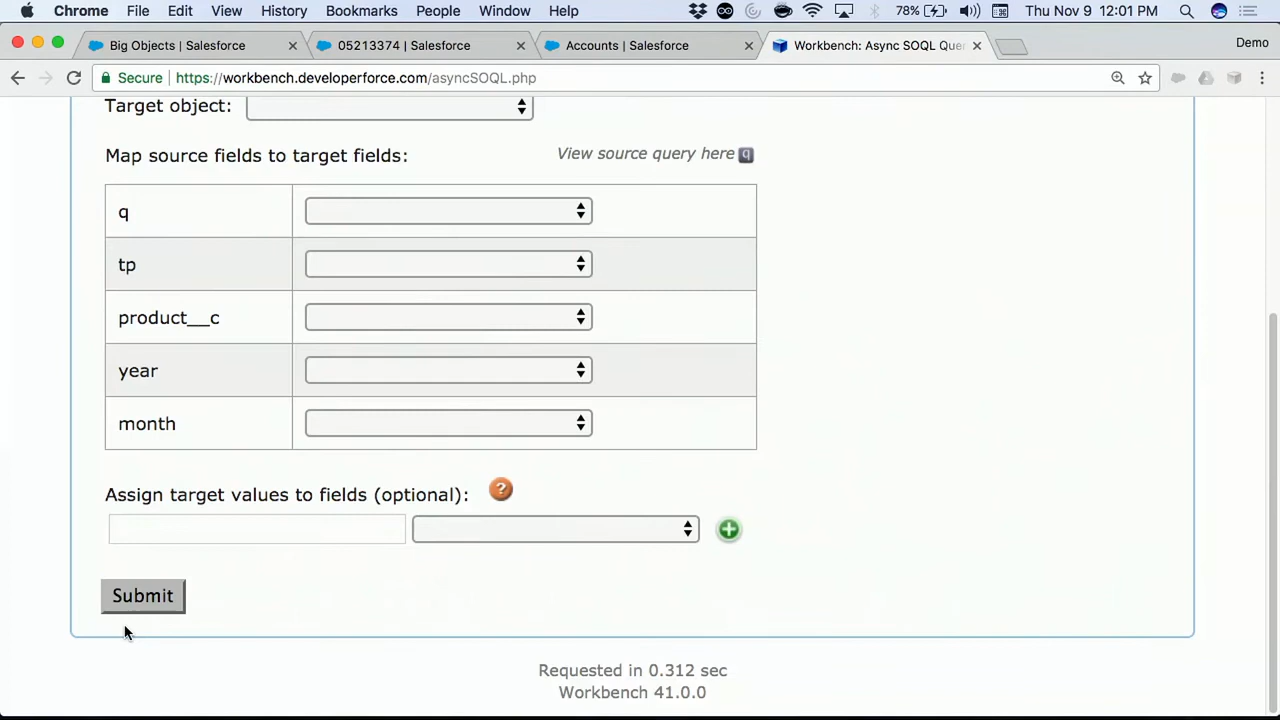 Chrome File Edit View History Bookmarks People Window Help 78% Thu Nov 9 12:01 PM
Big Objects | Salesforce 05213374 | Salesforce Accounts | Salesforce Workbench: Async SOQL Que Demo
Secure https://workbench.developerforce.com/asyncSOQL.php
Target object:
Map source fields to target fields: View source query here q
q
tp
product__c
year
month
Assign target values to fields (optional): ?
Submit
Requested in 0.312 sec
Workbench 41.0.0